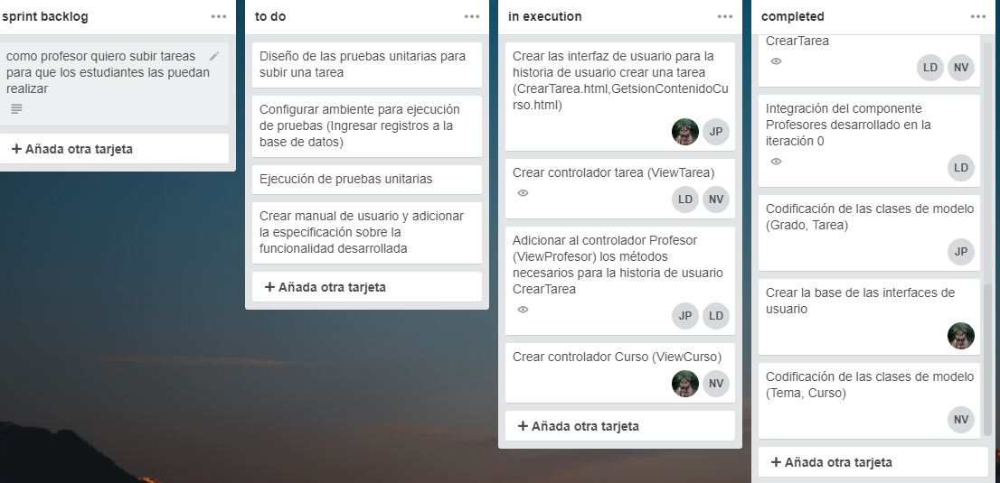 sprint backlog
como profesor quiero subir tareas
para que los estudiantes las puedan
realizar
+ Añada otra tarjeta
to do
Diseño de las pruebas unitarias para
subir una tarea
Configurar ambiente para ejecución
de pruebas (Ingresar registros a la
base de datos)
Ejecución de pruebas unitarias
Crear manual de usuario y adicionar
la especificación sobre la
funcionalidad desarrollada
+ Añada otra tarjeta
in execution
Crear las interfaz de usuario para la
historia de usuario crear una tarea
(CrearTarea.html,GetsionContenidoCu
rso.html)
JP
Crear controlador tarea (ViewTarea)
LD NV
Adicionar al controlador Profesor
(ViewProfesor) los métodos
necesarios para la historia de usuario
CrearTarea
JP LD
Crear controlador Curso (ViewCurso)
NV
+ Añada otra tarjeta
completed
CrearTarea
LD NV
Integración del componente
Profesores desarrollado en la
iteración 0
LD
Codificación de las clases de modelo
(Grado, Tarea)
JP
Crear la base de las interfaces de
usuario
Codificación de las clases de modelo
(Tema, Curso)
NV
+ Añada otra tarjeta